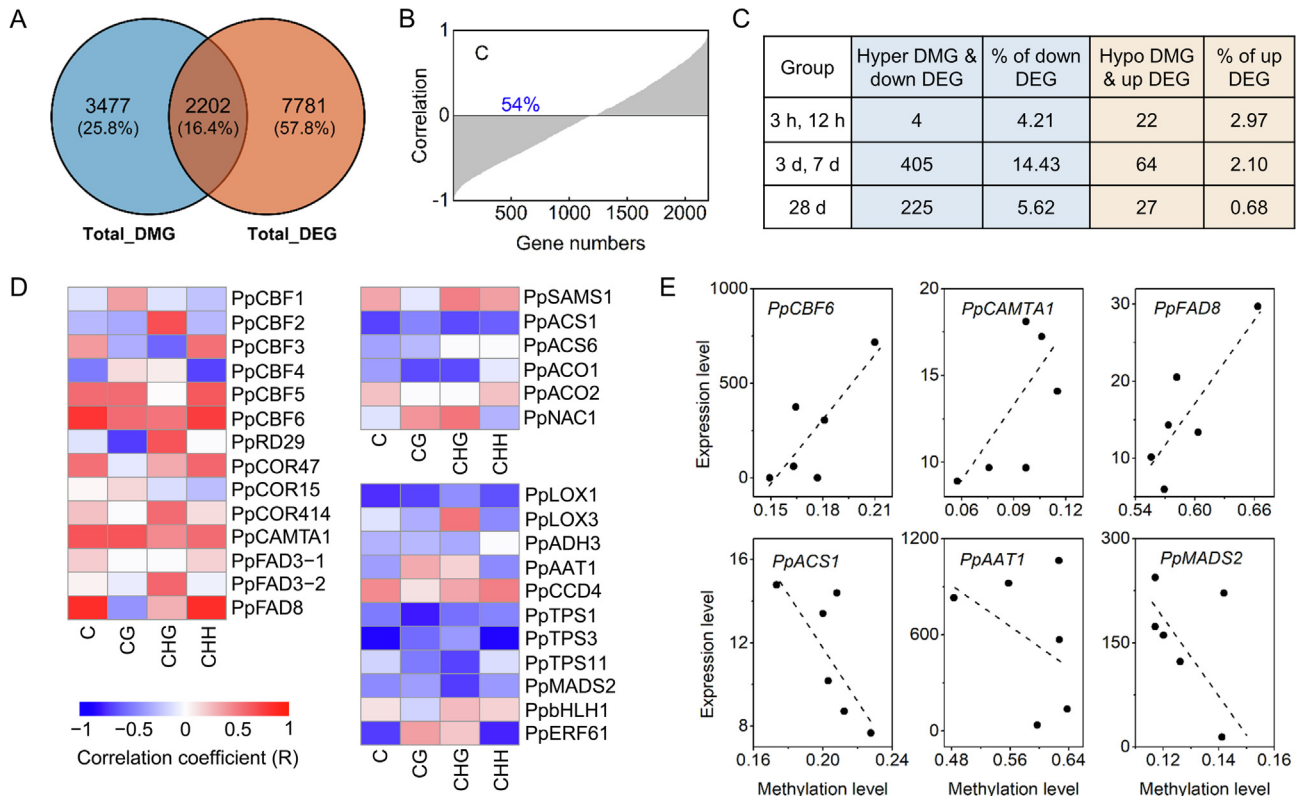 A
3477
(25.8%)
2202
(16.4%)
7781
(57.8%)
Total_DMG
Total_DEG
B
C
54%
1
0
-1
Correlation
500
1000
1500
2000
Gene numbers
C
Group
Hyper DMG &
down DEG
% of down
DEG
Hypo DMG
& up DEG
% of up
DEG
3 h, 12 h
4
4.21
22
2.97
3 d, 7 d
405
14.43
64
2.10
28 d
225
5.62
27
0.68
D
PpCBF1
PpCBF2
PpCBF3
PpCBF4
PpCBF5
PpCBF6
PpRD29
PpCOR47
PpCOR15
PpCOR414
PpCAMTA1
PpFAD3−1
PpFAD3−2
PpFAD8
C
CG
CHG
CHH
−1
−0.5
0
0.5
1
Correlation coefficient (R)
PpSAMS1
PpACS1
PpACS6
PpACO1
PpACO2
PpNAC1
C
CG
CHG
CHH
PpLOX1
PpLOX3
PpADH3
PpAAT1
PpCCD4
PpTPS1
PpTPS3
PpTPS11
PpMADS2
PpbHLH1
PpERF61
C
CG
CHG
CHH
E
PpCBF6
1000
500
0
Expression level
0.15
0.18
0.21
PpCAMTA1
20
15
10
0.06
0.09
0.12
PpFAD8
30
20
10
0.54
0.60
0.66
PpACS1
16
12
8
Expression level
0.16
0.20
0.24
Methylation level
PpAAT1
1200
600
0
0.48
0.56
0.64
Methylation level
PpMADS2
300
150
0
0.12
0.14
0.16
Methylation level